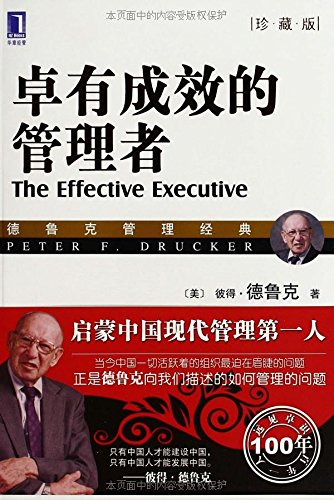 本页面中的内容受版权保护
HZ BOOKS
华章经管
珍·藏·版
卓有成效的
管理者
The Effective Executive
德鲁克管理经典
PETER F. DRUCKER
〔美〕 彼得·德鲁克 著
启蒙中国现代管理第一人
当今中国一切活跃着的组织最迫在眉睫的问题
正是德鲁克向我们描述的如何管理的问题
100年
只有中国人才能建设中国。
只有中国人才能发展中国。
——彼得·德鲁克
本页面中的内容受版权保护